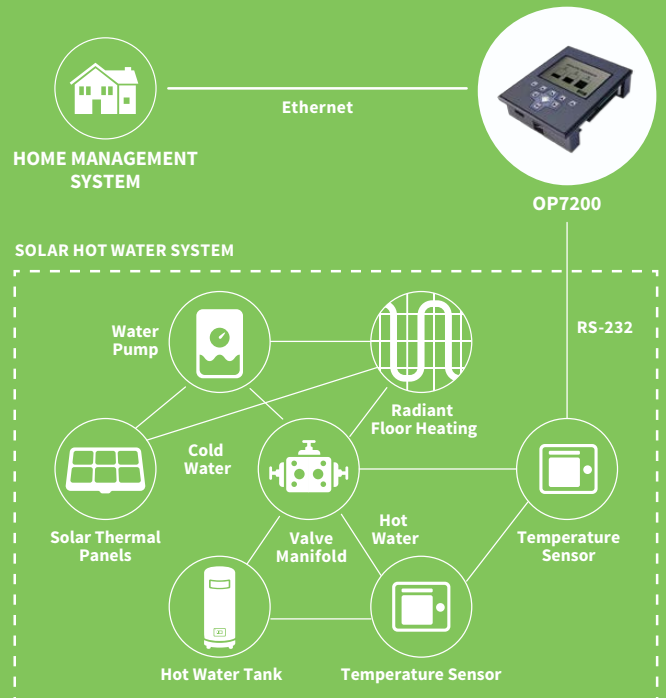 Ethernet
HOME MANAGEMENT
SYSTEM
OP7200
SOLAR HOT WATER SYSTEM
RS-232
Water
Pump
Radiant
Floor Heating
Cold
Water
Solar Thermal
Panels
Valve
Manifold
Hot
Water
Temperature
Sensor
Hot Water Tank
Temperature Sensor